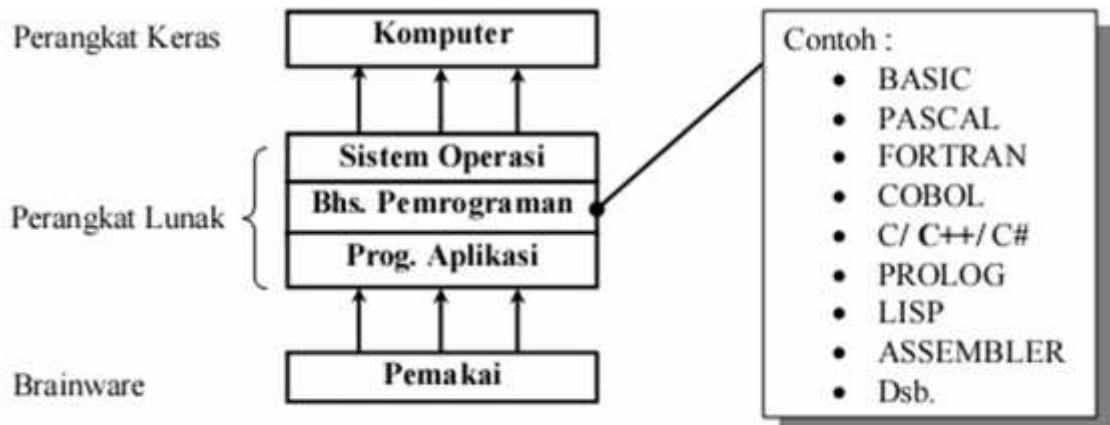 Perangkat Keras
Komputer
Sistem Operasi
Perangkat Lunak
Bhs. Pemrograman
Prog. Aplikasi
Brainware
Pemakai
Contoh :
• BASIC
• PASCAL
• FORTRAN
• COBOL
• C/ C++/ C#
• PROLOG
• LISP
• ASSEMBLER
• Dsb.